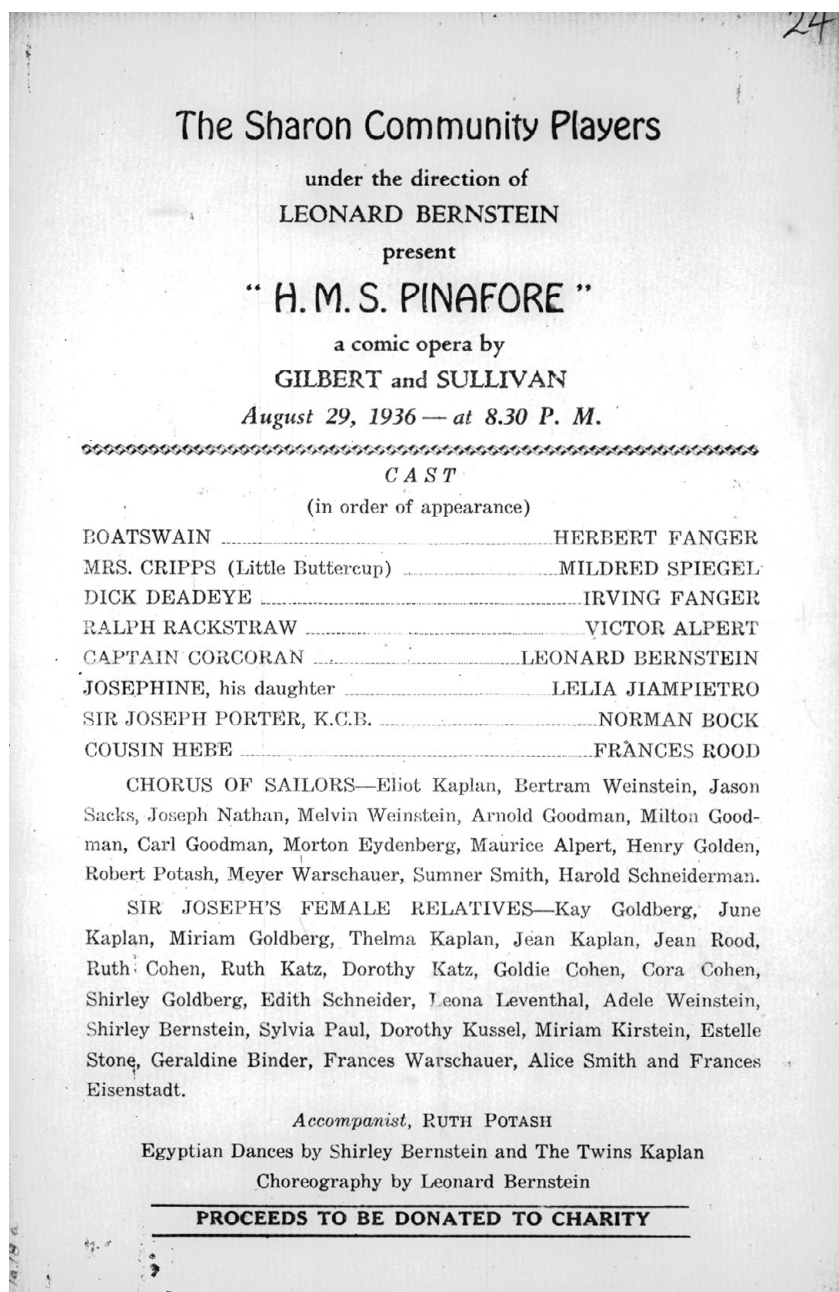 24
The Sharon Community Players
under the direction of
LEONARD BERNSTEIN
present
" H. M. S. PINAFORE "
a comic opera by
GILBERT and SULLIVAN
August 29, 1936 — at 8.30 P. M.
CAST
(in order of appearance)
BOATSWAIN HERBERT FANGER
MRS. CRIPPS (Little Buttercup) MILDRED SPIEGEL
DICK DEADEYE IRVING FANGER
RALPH RACKSTRAW VICTOR ALPERT
CAPTAIN CORCORAN LEONARD BERNSTEIN
JOSEPHINE, his daughter LELIA JIAMPIETRO
SIR JOSEPH PORTER, K.C.B. NORMAN BOCK
COUSIN HEBE FRANCES ROOD
CHORUS OF SAILORS—Eliot Kaplan, Bertram Weinstein, Jason
Sacks, Joseph Nathan, Melvin Weinstein, Arnold Goodman, Milton Good-
man, Carl Goodman, Morton Eydenberg, Maurice Alpert, Henry Golden,
Robert Potash, Meyer Warschauer, Sumner Smith, Harold Schneiderman.
SIR JOSEPH'S FEMALE RELATIVES—Kay Goldberg, June
Kaplan, Miriam Goldberg, Thelma Kaplan, Jean Kaplan, Jean Rood,
Ruth Cohen, Ruth Katz, Dorothy Katz, Goldie Cohen, Cora Cohen,
Shirley Goldberg, Edith Schneider, Leona Leventhal, Adele Weinstein,
Shirley Bernstein, Sylvia Paul, Dorothy Kussel, Miriam Kirstein, Estelle
Stone, Geraldine Binder, Frances Warschauer, Alice Smith and Frances
Eisenstadt.
Accompanist, RUTH POTASH
Egyptian Dances by Shirley Bernstein and The Twins Kaplan
Choreography by Leonard Bernstein
PROCEEDS TO BE DONATED TO CHARITY